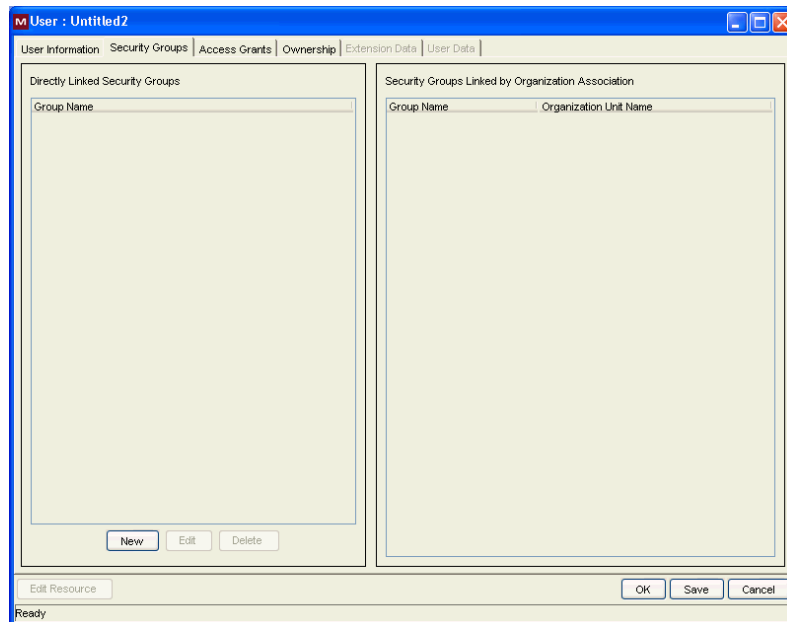 M User : Untitled2
User Information Security Groups Access Grants Ownership Extension Data User Data
Directly Linked Security Groups
Group Name
New Edit Delete
Security Groups Linked by Organization Association
Group Name Organization Unit Name
Edit Resource OK Save Cancel
Ready